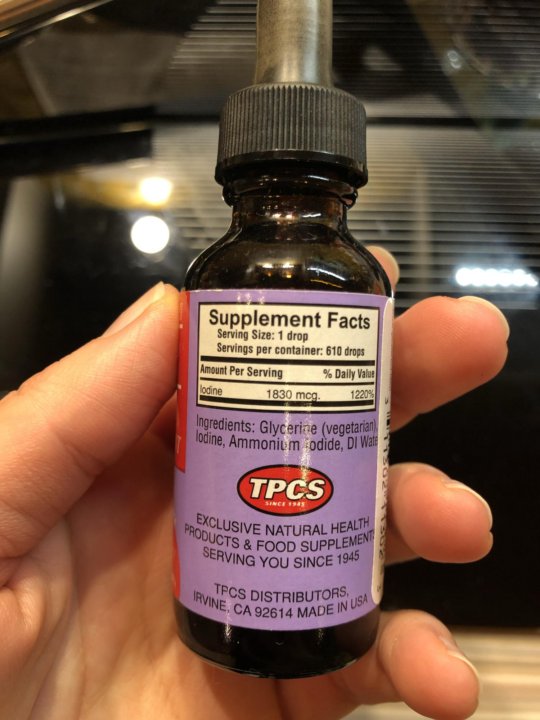 Supplement Facts
Serving Size: 1 drop
Servings per container: 610 drops
Amount Per Serving % Daily Value
Iodine 1830 mcg. 1220%
Ingredients: Glycerine (vegetarian),
Iodine, Ammonium Iodide, DI Wate
TPCS
SINCE 1945
EXCLUSIVE NATURAL HEALTH
PRODUCTS & FOOD SUPPLEMENTS
SERVING YOU SINCE 1945
TPCS DISTRIBUTORS,
IRVINE, CA 92614 MADE IN USA